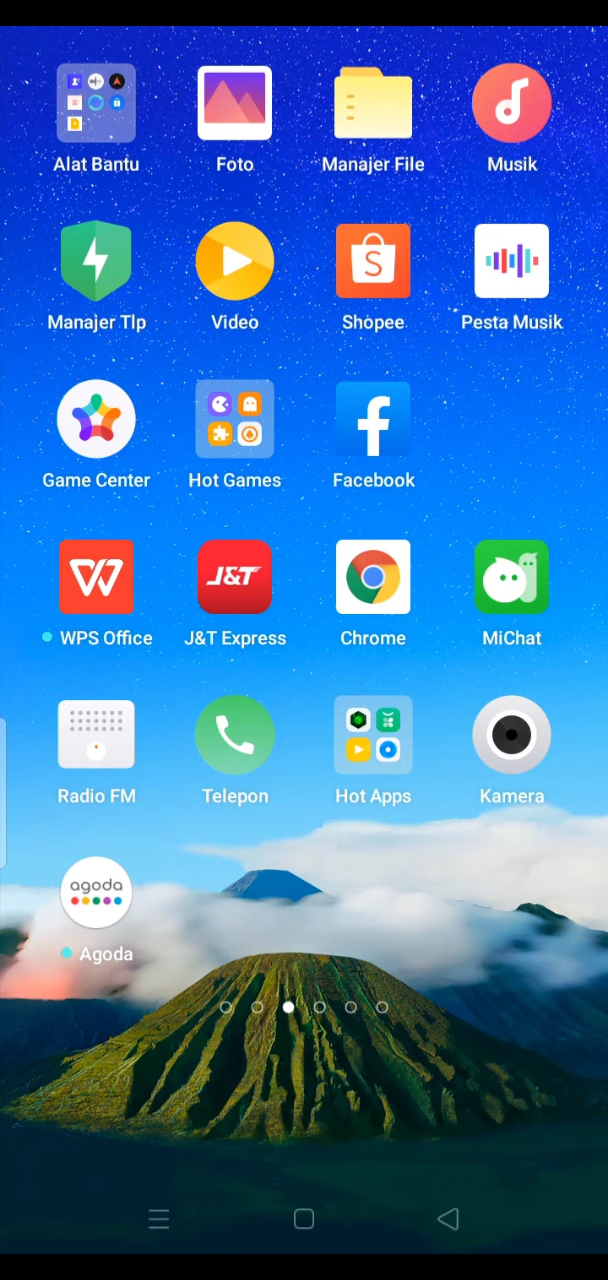 Alat Bantu
Foto
Manajer File
Musik
Manajer Tlp
Video
S
Shopee
Pesta Musik
Game Center
Hot Games
f
Facebook
W
WPS Office
J&T
J&T Express
Chrome
MiChat
Radio FM
Telepon
Hot Apps
Kamera
agoda
Agoda